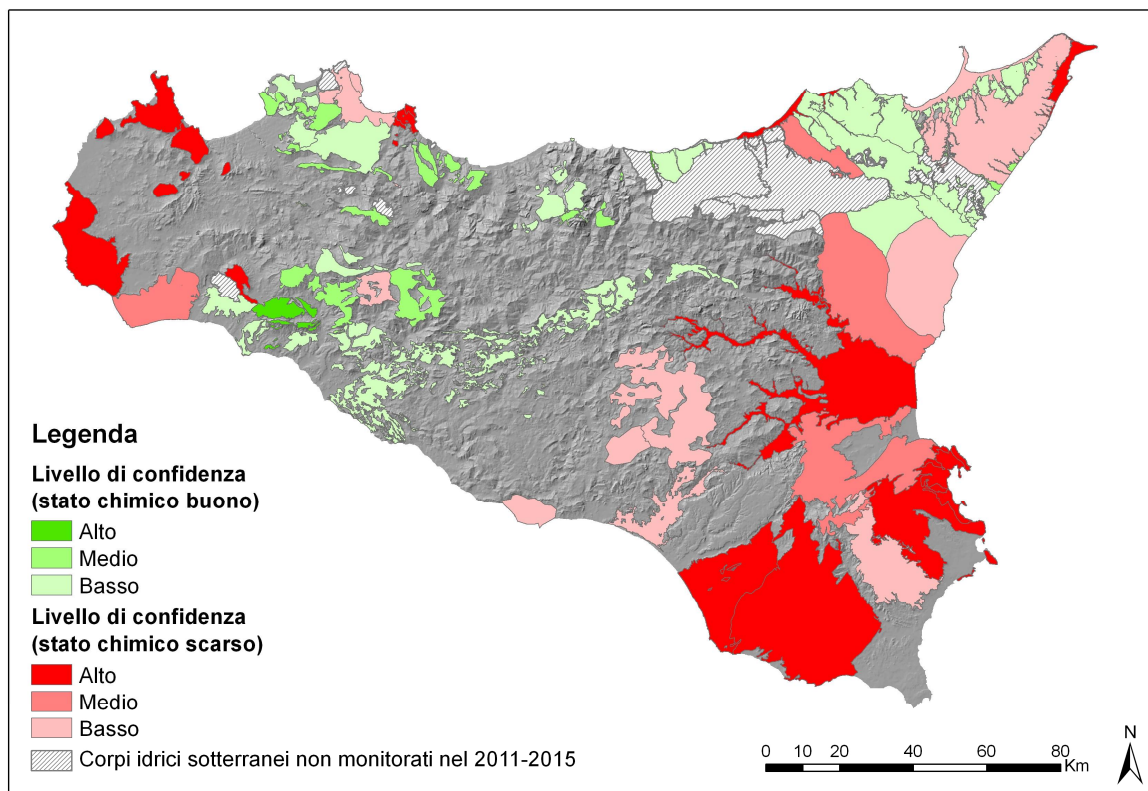 Legenda
Livello di confidenza
(stato chimico buono)
Alto
Medio
Basso
Livello di confidenza
(stato chimico scarso)
Alto
Medio
Basso
Corpi idrici sotterranei non monitorati nel 2011-2015
0 10 20 40 60 80
Km
N